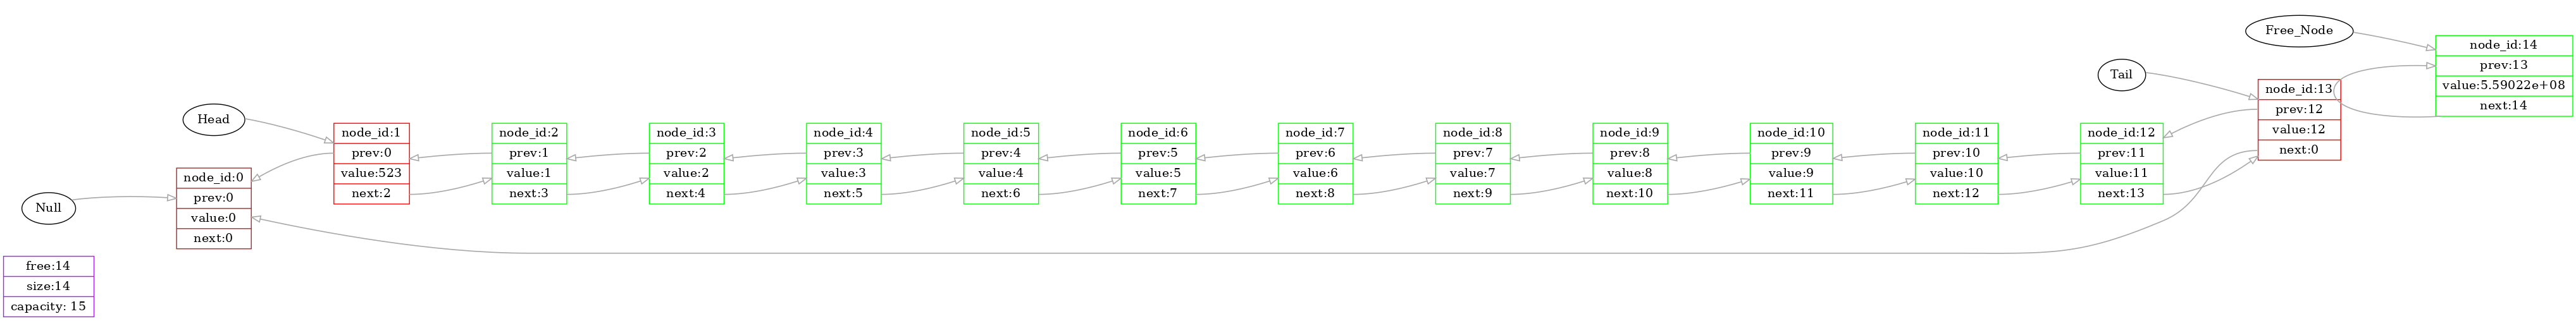 Free_Node
node_id:14
prev:13
value:5.59022e+08
next:14
Tail
node_id:13
prev:12
value:12
next:0
Head
node_id:1
prev:0
value:523
next:2
node_id:2
prev:1
value:1
next:3
node_id:3
prev:2
value:2
next:4
node_id:4
prev:3
value:3
next:5
node_id:5
prev:4
value:4
next:6
node_id:6
prev:5
value:5
next:7
node_id:7
prev:6
value:6
next:8
node_id:8
prev:7
value:7
next:9
node_id:9
prev:8
value:8
next:10
node_id:10
prev:9
value:9
next:11
node_id:11
prev:10
value:10
next:12
node_id:12
prev:11
value:11
next:13
Null
node_id:0
prev:0
value:0
next:0
free:14
size:14
capacity: 15